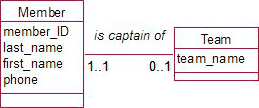 Member
member_ID
last_name
first_name
phone
is captain of
1..1
0..1
Team
team_name